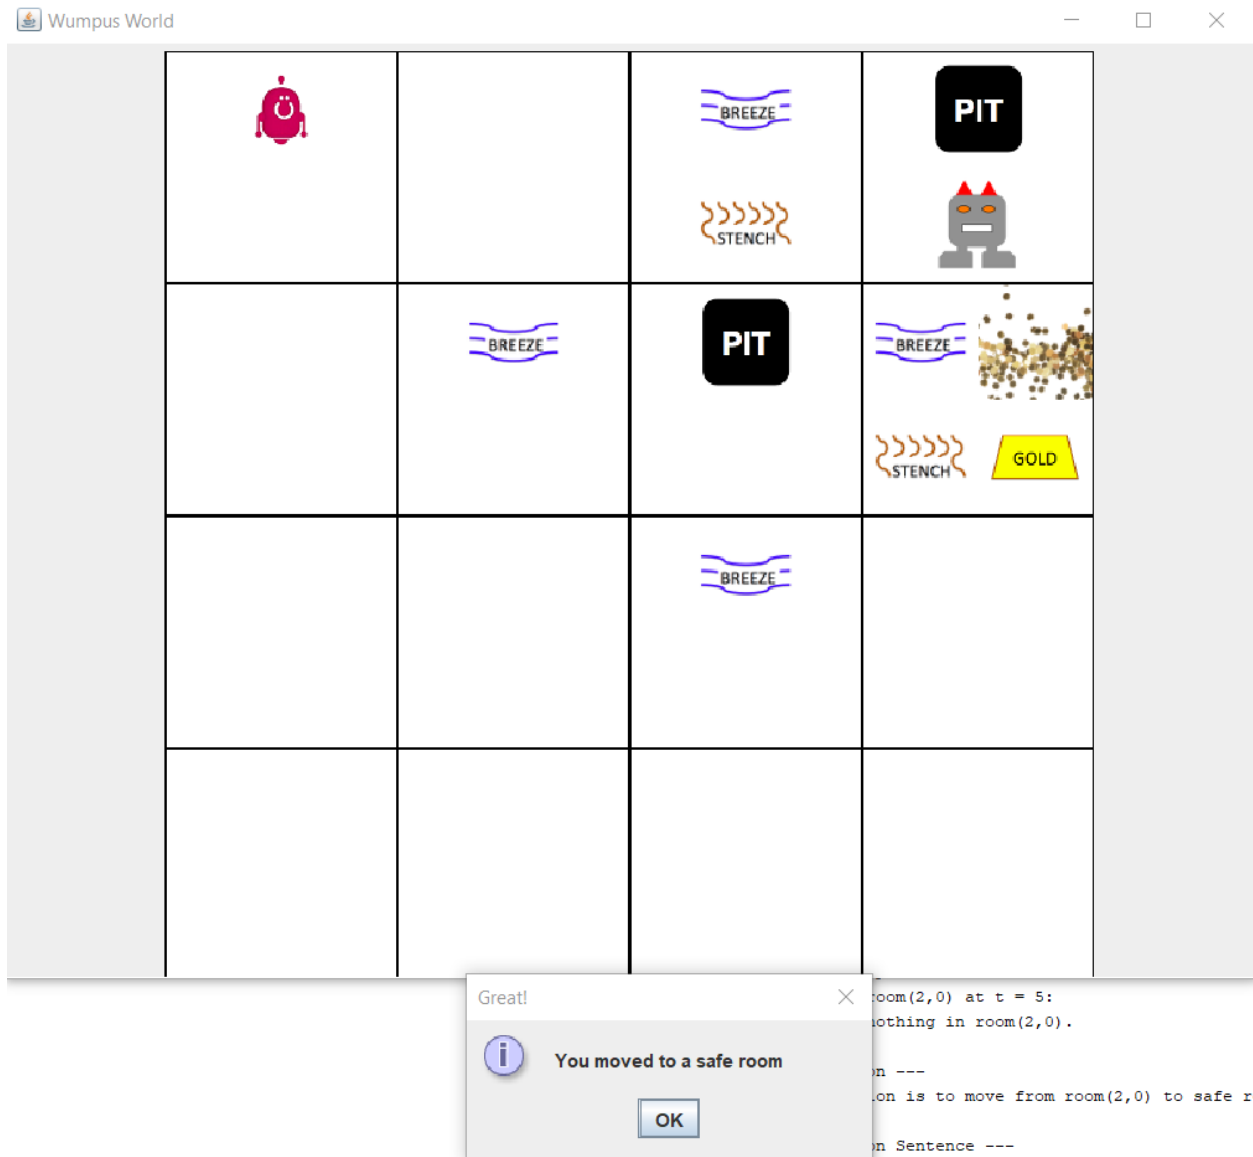 Wumpus World
BREEZE
PIT
STENCH
BREEZE
PIT
BREEZE
STENCH
GOLD
BREEZE
Great!
You moved to a safe room
OK
room(2,0) at t = 5:
nothing in room(2,0).
on ---
ion is to move from room(2,0) to safe r
on Sentence ---